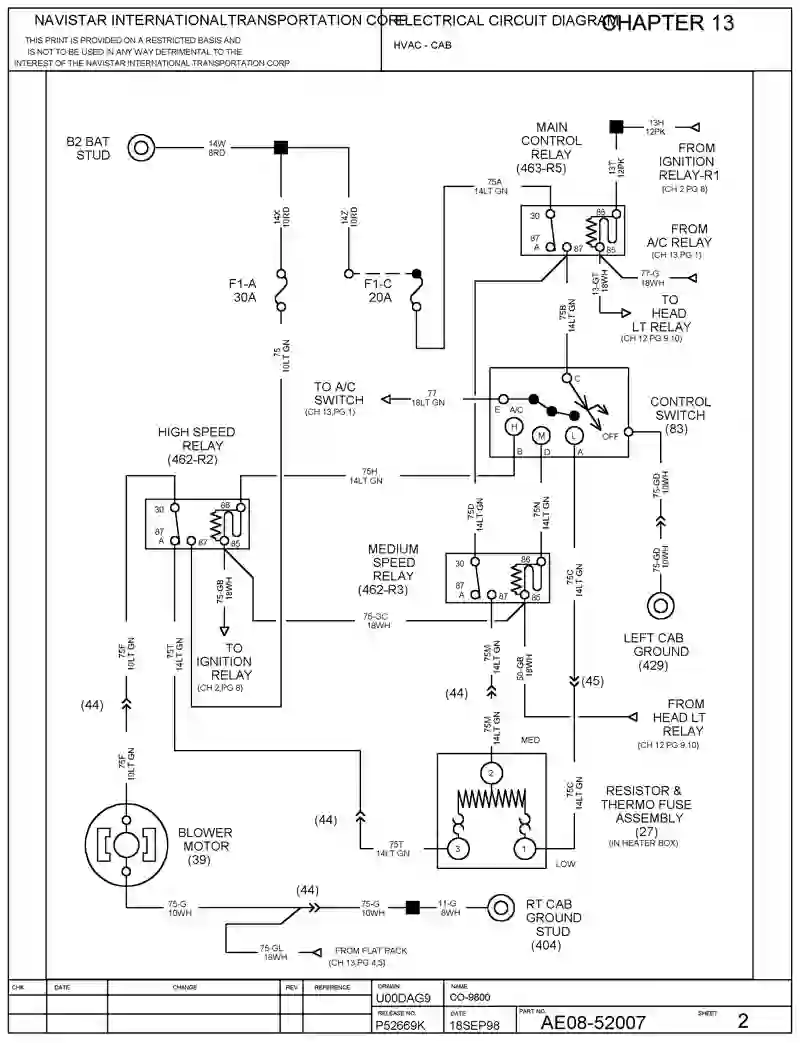 NAVISTAR INTERNATIONALTRANSPORTATION CORP
ELECTRICAL CIRCUIT DIAGRAM
CHAPTER 13
THIS PRINT IS PROVIDED ON A RESTRICTED BASIS AND
IS NOT TO BE USED IN ANY WAY DETRIMENTAL TO THE
INTEREST OF THE NAVISTAR INTERNATIONAL TRANSPORTATION CORP
HVAC - CAB
B2 BAT
STUD
14W
8RD
MAIN
CONTROL
RELAY
(463-R5)
13H
12PK
FROM
IGNITION
RELAY-R1
(CH 2,PG 8)
13T
12PK
75A
14LT GN
14X
10RD
14Z
10RD
30
86
87
A
87
85
FROM
A/C RELAY
(CH 13,PG 1)
F1-A
30A
F1-C
20A
77-G
18WH
13-GT
18WH
TO
HEAD
LT RELAY
(CH 12 PG 9,10)
75
10LT GN
75B
14LT GN
TO A/C
SWITCH
(CH 13,PG 1)
77
18LT GN
C
E
A/C
H
M
L
OFF
B
D
A
CONTROL
SWITCH
(83)
HIGH SPEED
RELAY
(462-R2)
75H
14LT GN
75-GD
10WH
30
86
87
A
87
85
75D
14LT GN
75N
14LT GN
75-GB
18WH
MEDIUM
SPEED
RELAY
(462-R3)
30
86
87
A
87
85
75C
14LT GN
75-GD
10WH
75-GC
18WH
LEFT CAB
GROUND
(429)
75F
10LT GN
75T
14LT GN
TO
IGNITION
RELAY
(CH 2,PG 8)
75M
14LT GN
50-GB
18WH
(44)
(44)
(45)
FROM
HEAD LT
RELAY
(CH 12 PG 9,10)
75F
10LT GN
75M
14LT GN
MED
2
75C
14LT GN
RESISTOR &
THERMO FUSE
ASSEMBLY
(27)
(IN HEATER BOX)
(44)
BLOWER
MOTOR
(39)
75T
14LT GN
3
1
LOW
75-G
10WH
(44)
75-G
10WH
11-G
8WH
RT CAB
GROUND
STUD
(404)
75-GL
18WH
FROM FLAT PACK
(CH 13,PG 4,5)
CHK
DATE
CHANGE
REV
REFERENCE
DRAWN
U00DAG9
NAME
CO-9800
RELEASE NO.
P52669K
DATE
18SEP98
PART NO.
AE08-52007
SHEET
2